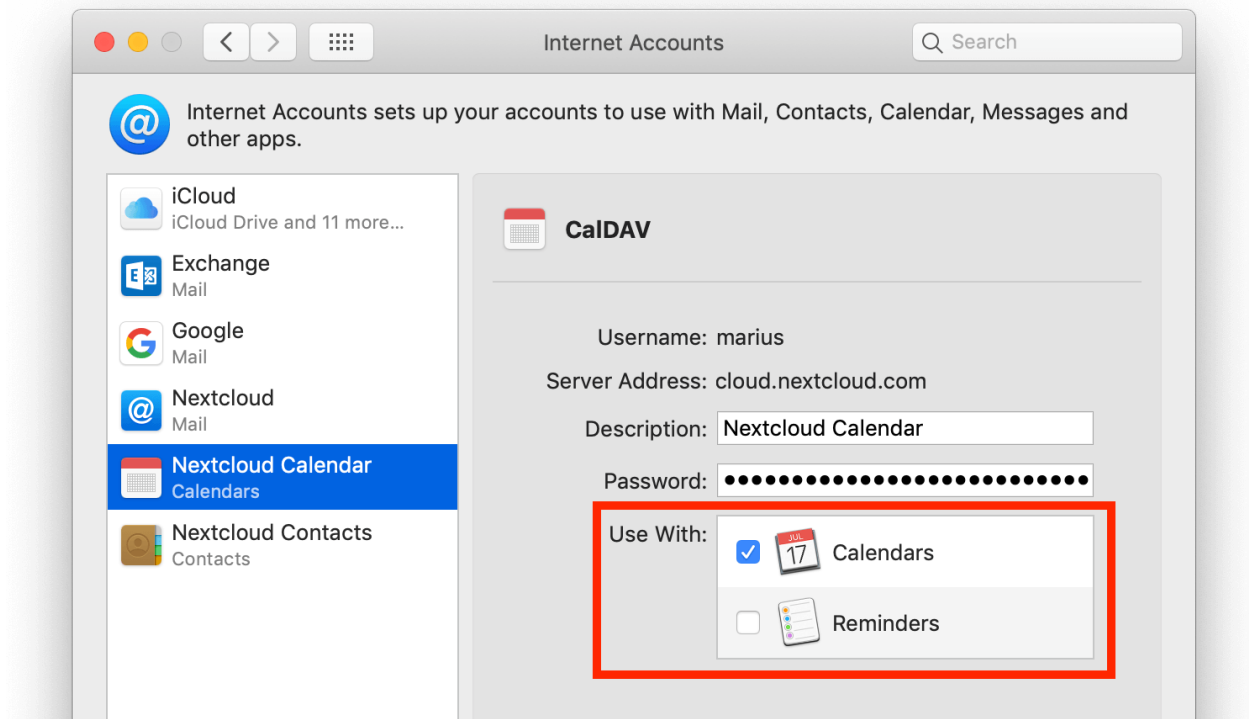 Internet Accounts
Search
Internet Accounts sets up your accounts to use with Mail, Contacts, Calendar, Messages and
other apps.
iCloud
iCloud Drive and 11 more...
Exchange
Mail
Google
Mail
Nextcloud
Mail
Nextcloud Calendar
Calendars
Nextcloud Contacts
Contacts
CalDAV
Username: marius
Server Address: cloud.nextcloud.com
Description: Nextcloud Calendar
Password: ●●●●●●●●●●●●●●●●●●●●●●●●●●●
Use With:
JUL
17
Calendars
Reminders